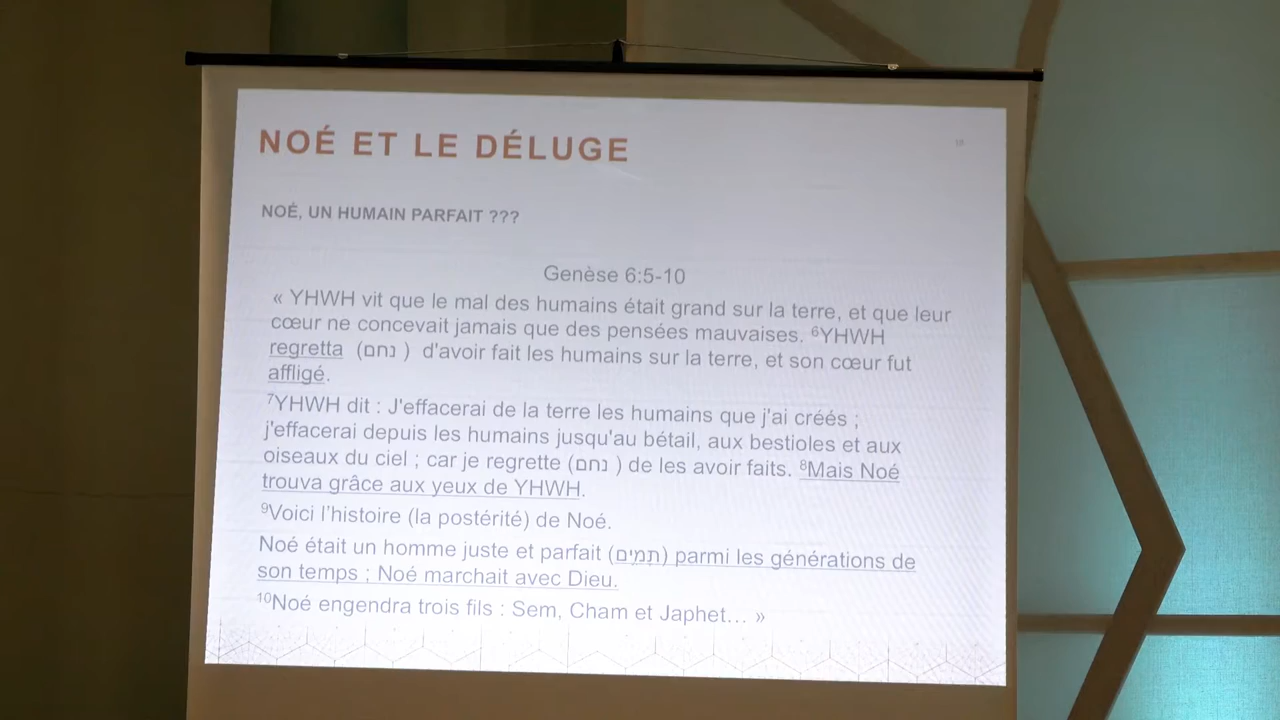 NOÉ ET LE DÉLUGE
NOÉ, UN HUMAIN PARFAIT ???
Genèse 6:5-10
« YHWH vit que le mal des humains était grand sur la terre, et que leur
cœur ne concevait jamais que des pensées mauvaises. ⁶YHWH
regretta (נחם ) d'avoir fait les humains sur la terre, et son cœur fut
affligé.
⁷YHWH dit : J'effacerai de la terre les humains que j'ai créés ;
j'effacerai depuis les humains jusqu'au bétail, aux bestioles et aux
oiseaux du ciel ; car je regrette (נחם ) de les avoir faits. ⁸Mais Noé
trouva grâce aux yeux de YHWH.
⁹Voici l'histoire (la postérité) de Noé.
Noé était un homme juste et parfait (תמים) parmi les générations de
son temps ; Noé marchait avec Dieu.
¹⁰Noé engendra trois fils : Sem, Cham et Japhet… »